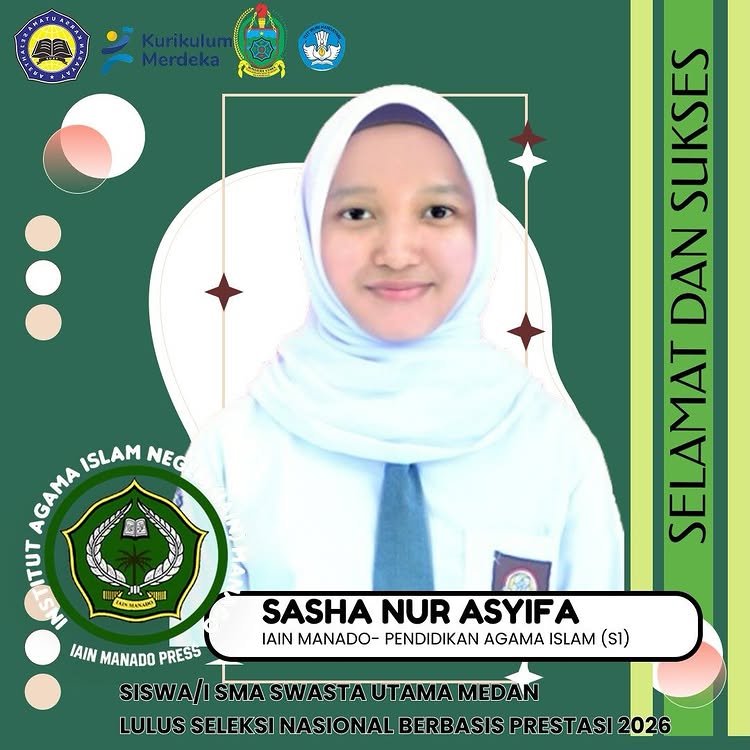 Kurikulum
Merdeka
SELAMAT DAN SUKSES
INSTITUT AGAMA ISLAM
IAIN MANADO
IAIN MANADO PRESS
SASHA NUR ASYIFA
IAIN MANADO- PENDIDIKAN AGAMA ISLAM (S1)
SISWA/I SMA SWASTA UTAMA MEDAN
LULUS SELEKSI NASIONAL BERBASIS PRESTASI 2026